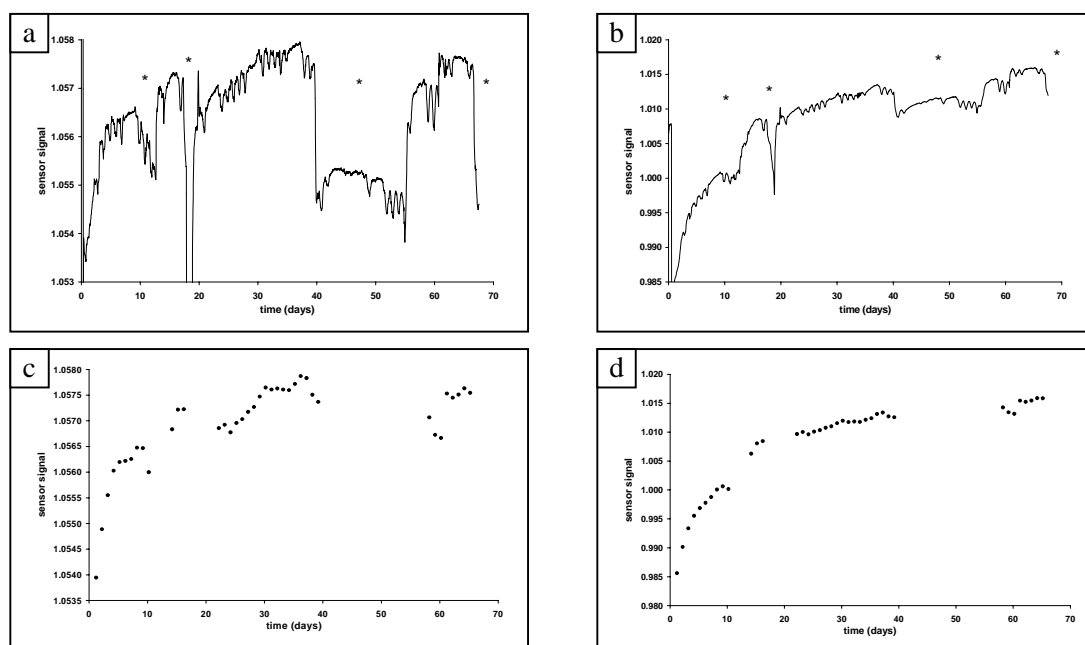 a
1.058
1.057
1.056
1.055
1.054
1.053
sensor signal
* * * *
0 10 20 30 40 50 60 70
time (days)
b
1.020
1.015
1.010
1.005
1.000
0.995
0.990
0.985
sensor signal
* * * *
0 10 20 30 40 50 60 70
time (days)
c
1.0580
1.0575
1.0570
1.0565
1.0560
1.0555
1.0550
1.0545
1.0540
1.0535
sensor signal
0 10 20 30 40 50 60 70
time (days)
d
1.020
1.015
1.010
1.005
1.000
0.995
0.990
0.985
0.980
sensor signal
0 10 20 30 40 50 60 70
time (days)